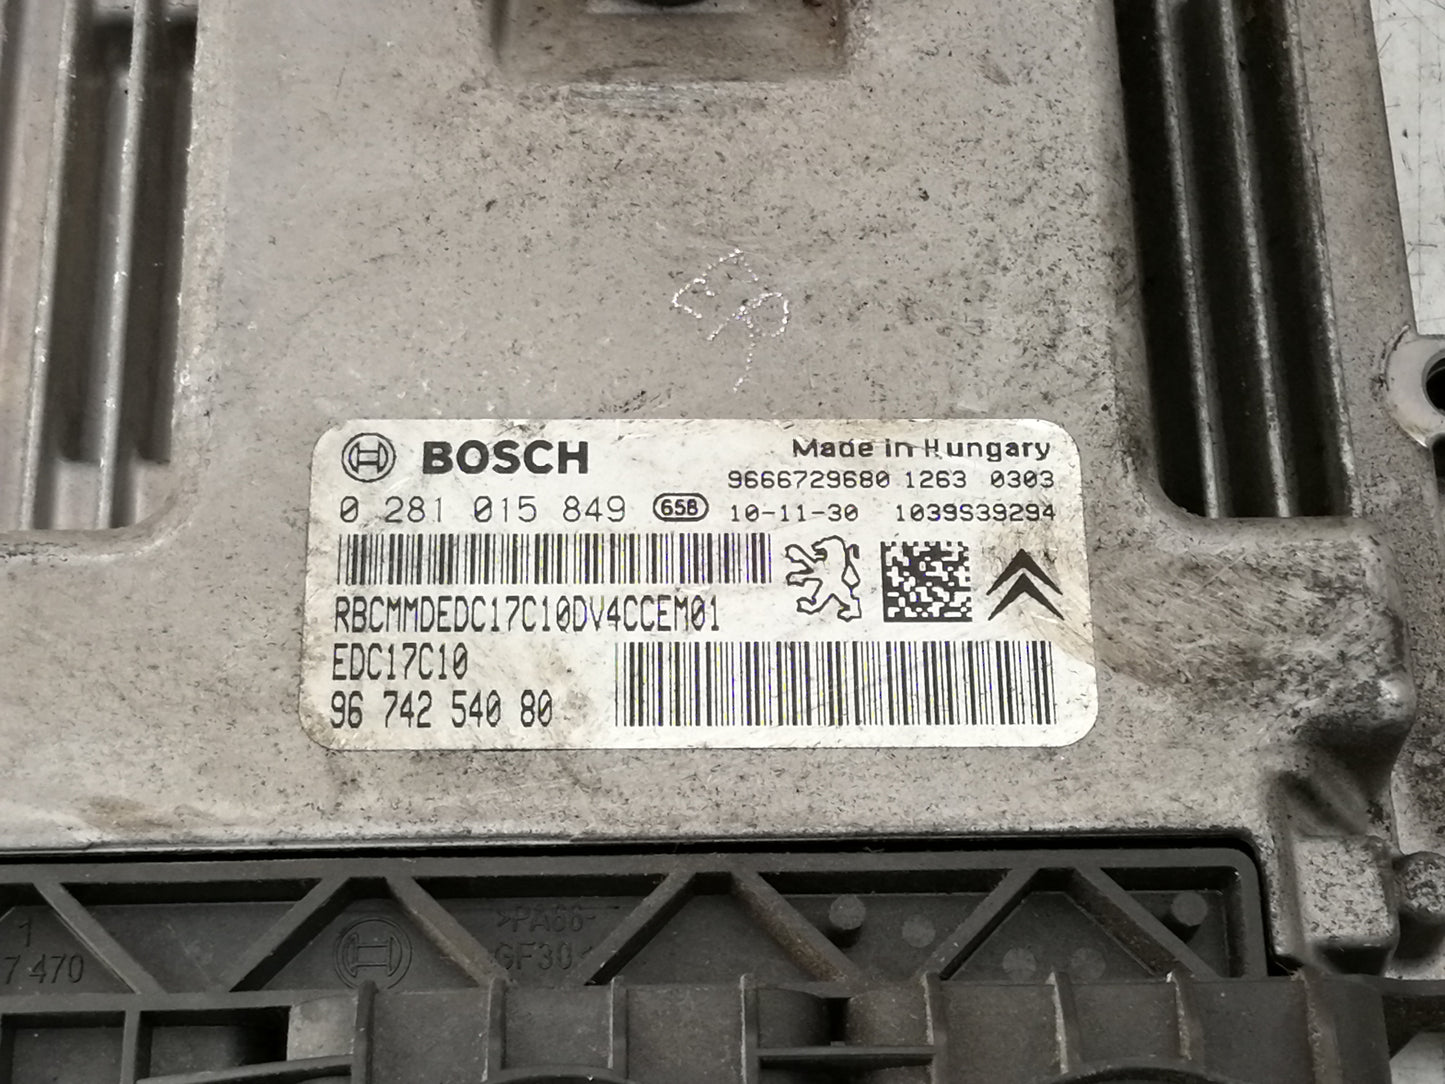 BOSCH
Made in Hungary
9666729680 1263 0303
0 281 015 849 658 10-11-30 1039S39294
RBCMMDEDC17C10DV4CCEM01
EDC17C10
96 742 540 80
>PA66-
GF30<
1
7 470